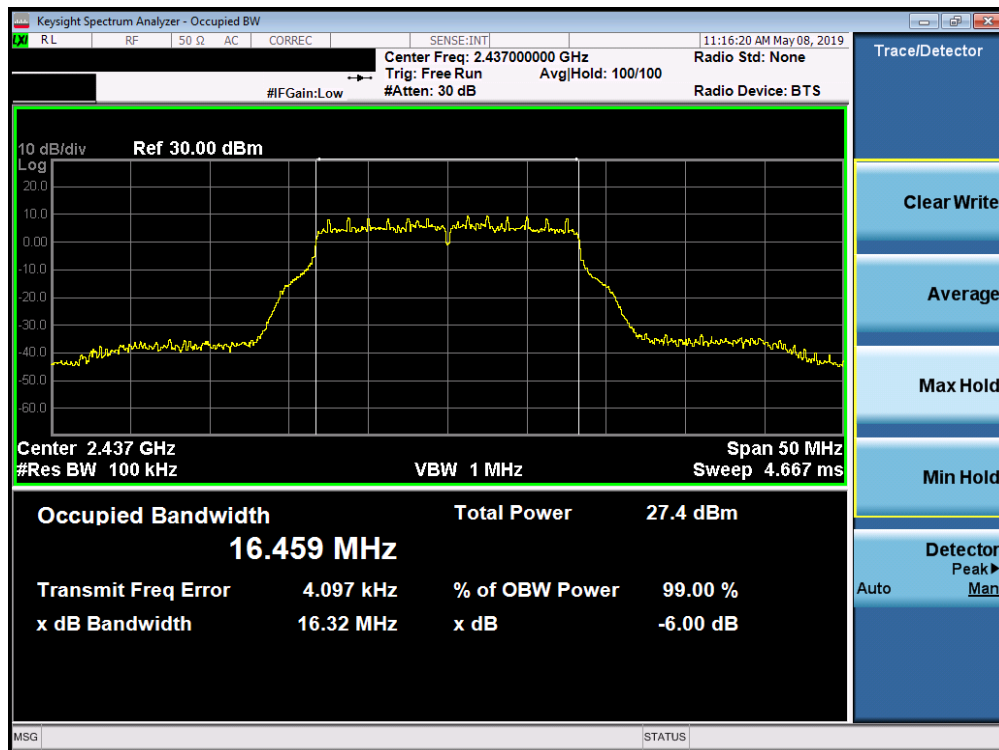 Keysight Spectrum Analyzer - Occupied BW
LXI RL RF 50 Ω AC CORREC SENSE:INT 11:16:20 AM May 08, 2019
Center Freq: 2.437000000 GHz Radio Std: None
Trig: Free Run Avg|Hold: 100/100
#IFGain:Low #Atten: 30 dB Radio Device: BTS
10 dB/div Ref 30.00 dBm
Log
20.0
10.0
0.00
-10.0
-20.0
-30.0
-40.0
-50.0
-60.0
Center 2.437 GHz Span 50 MHz
#Res BW 100 kHz VBW 1 MHz Sweep 4.667 ms
Occupied Bandwidth Total Power 27.4 dBm
16.459 MHz
Transmit Freq Error 4.097 kHz % of OBW Power 99.00 %
x dB Bandwidth 16.32 MHz x dB -6.00 dB
MSG STATUS
Trace/Detector
Clear Write
Average
Max Hold
Min Hold
Detector
Peak▶
Auto Man